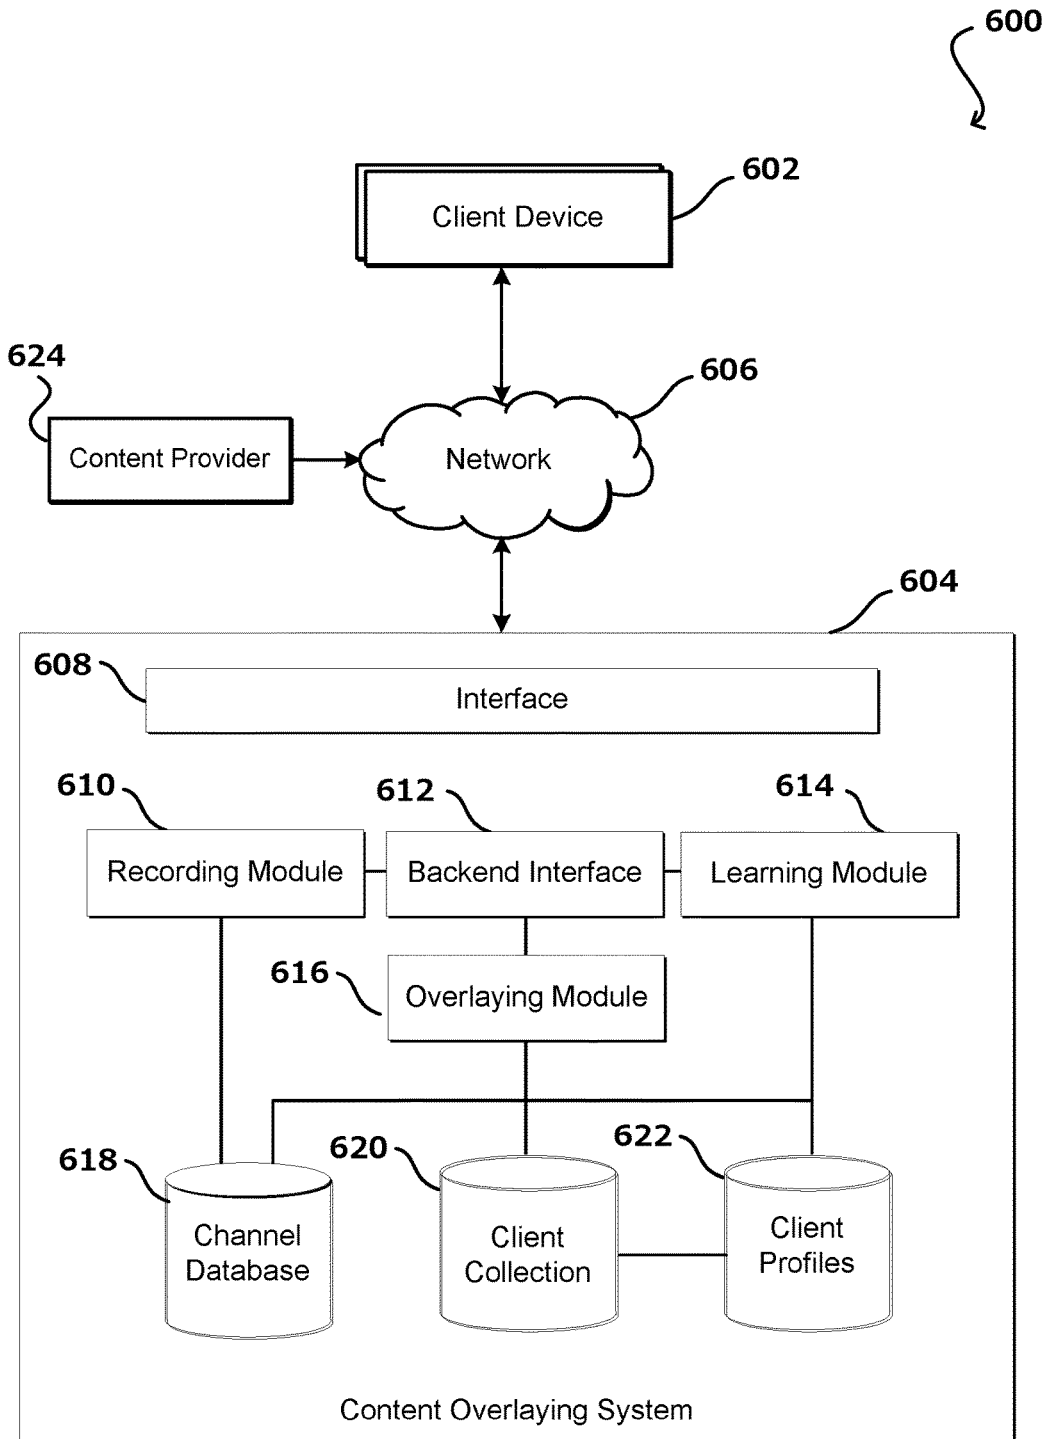 600
602
Client Device
624
606
Content Provider
Network
604
608
Interface
610
612
614
Recording Module
Backend Interface
Learning Module
616
Overlaying Module
618
620
622
Channel
Database
Client
Collection
Client
Profiles
Content Overlaying System